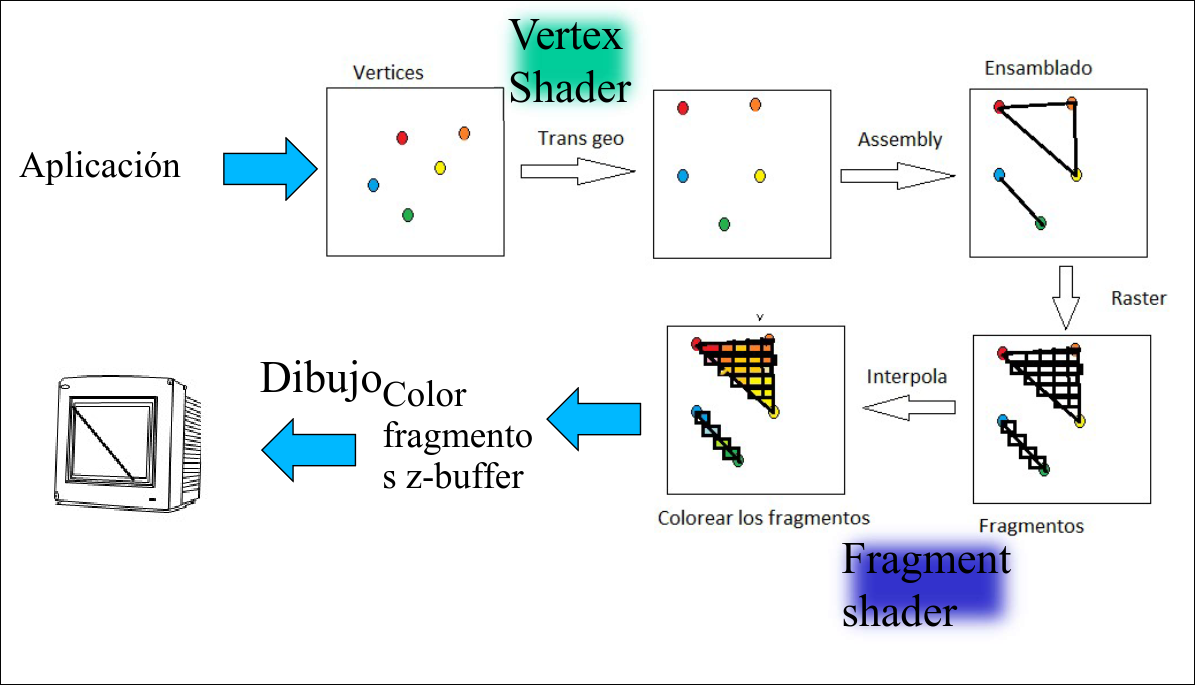 Vertex
Shader
Vertices
Ensamblado
Aplicación
Trans geo
Assembly
Raster
v
Interpola
Dibujo
Color
fragmento
s z-buffer
Colorear los fragmentos
Fragmentos
Fragment
shader